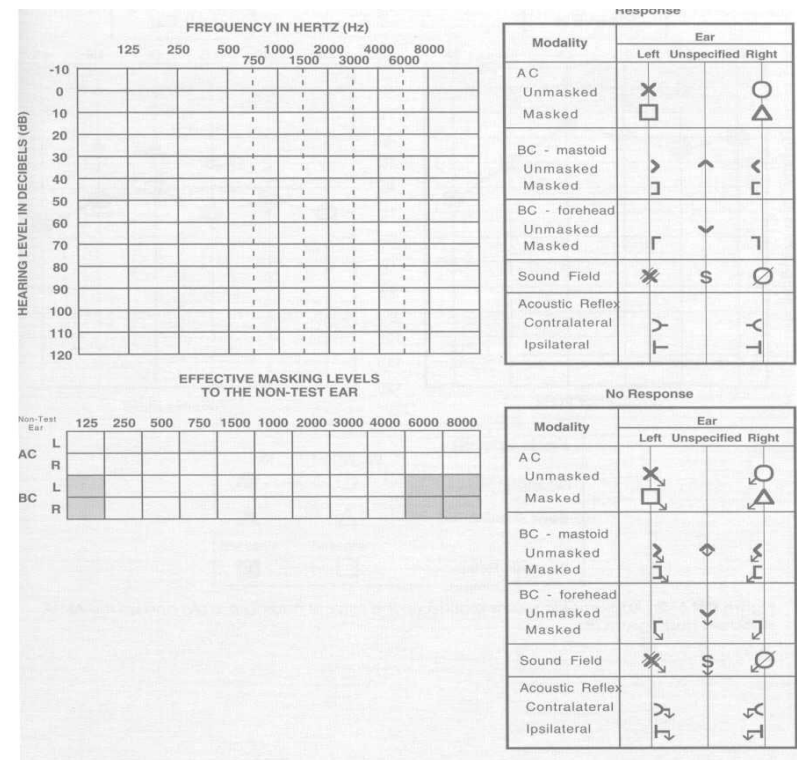 FREQUENCY IN HERTZ (Hz)
125 250 500 1000 2000 4000 8000
750 1500 3000 6000
HEARING LEVEL IN DECIBELS (dB)
-10
0
10
20
30
40
50
60
70
80
90
100
110
120
EFFECTIVE MASKING LEVELS
TO THE NON-TEST EAR
Non-Test
Ear
125 250 500 750 1500 1000 2000 3000 4000 6000 8000
AC
L
R
BC
L
R
Response
Modality
Ear
Left Unspecified Right
AC
Unmasked
Masked
BC - mastoid
Unmasked
Masked
BC - forehead
Unmasked
Masked
Sound Field S
Acoustic Reflex
Contralateral
Ipsilateral
No Response
Modality
Ear
Left Unspecified Right
AC
Unmasked
Masked
BC - mastoid
Unmasked
Masked
BC - forehead
Unmasked
Masked
Sound Field S
Acoustic Reflex
Contralateral
Ipsilateral